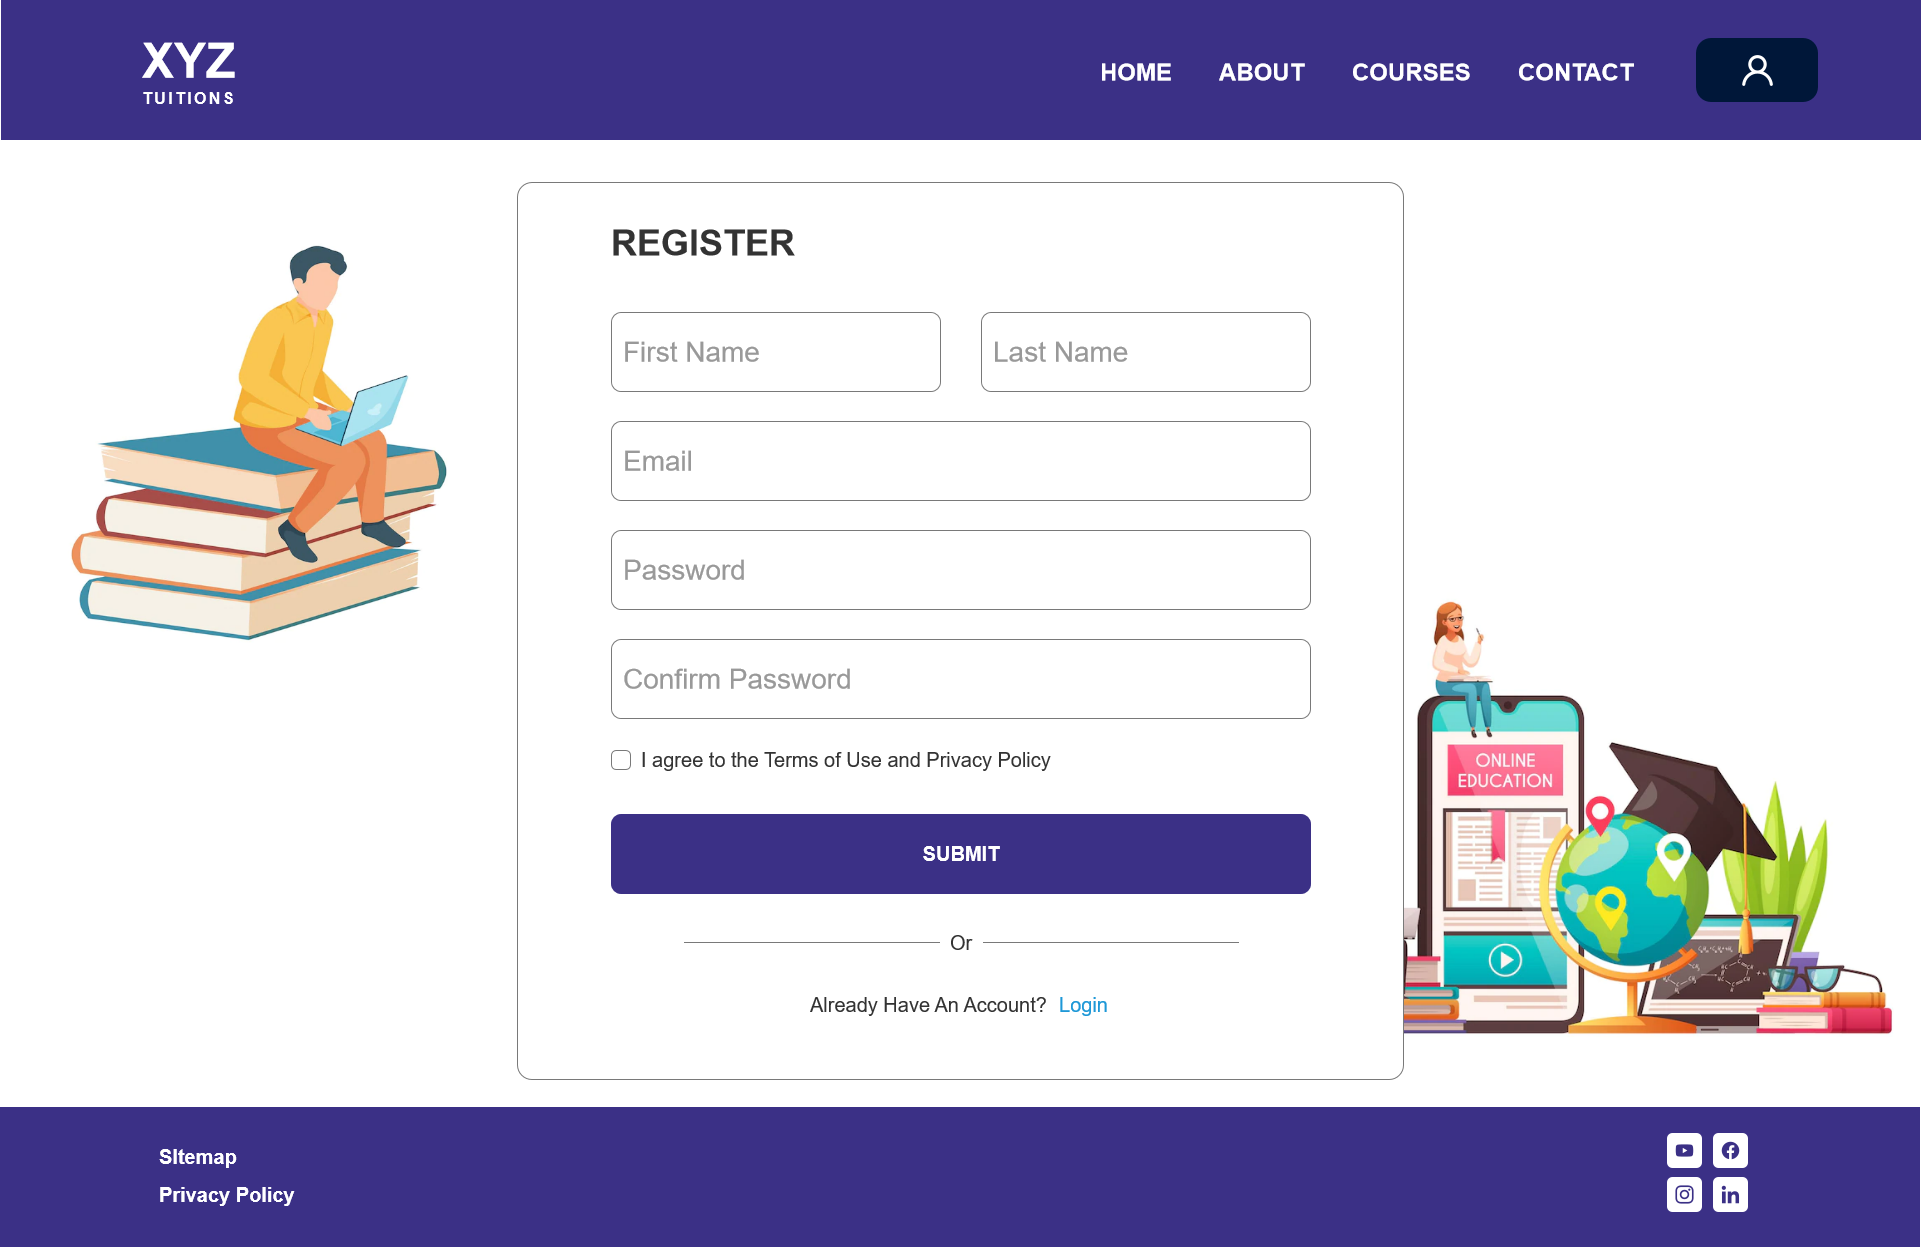 XYZ
TUITIONS
HOME ABOUT COURSES CONTACT
REGISTER
First Name Last Name
Email
Password
Confirm Password
I agree to the Terms of Use and Privacy Policy
SUBMIT
Or
Already Have An Account? Login
ONLINE
EDUCATION
SItemap
Privacy Policy